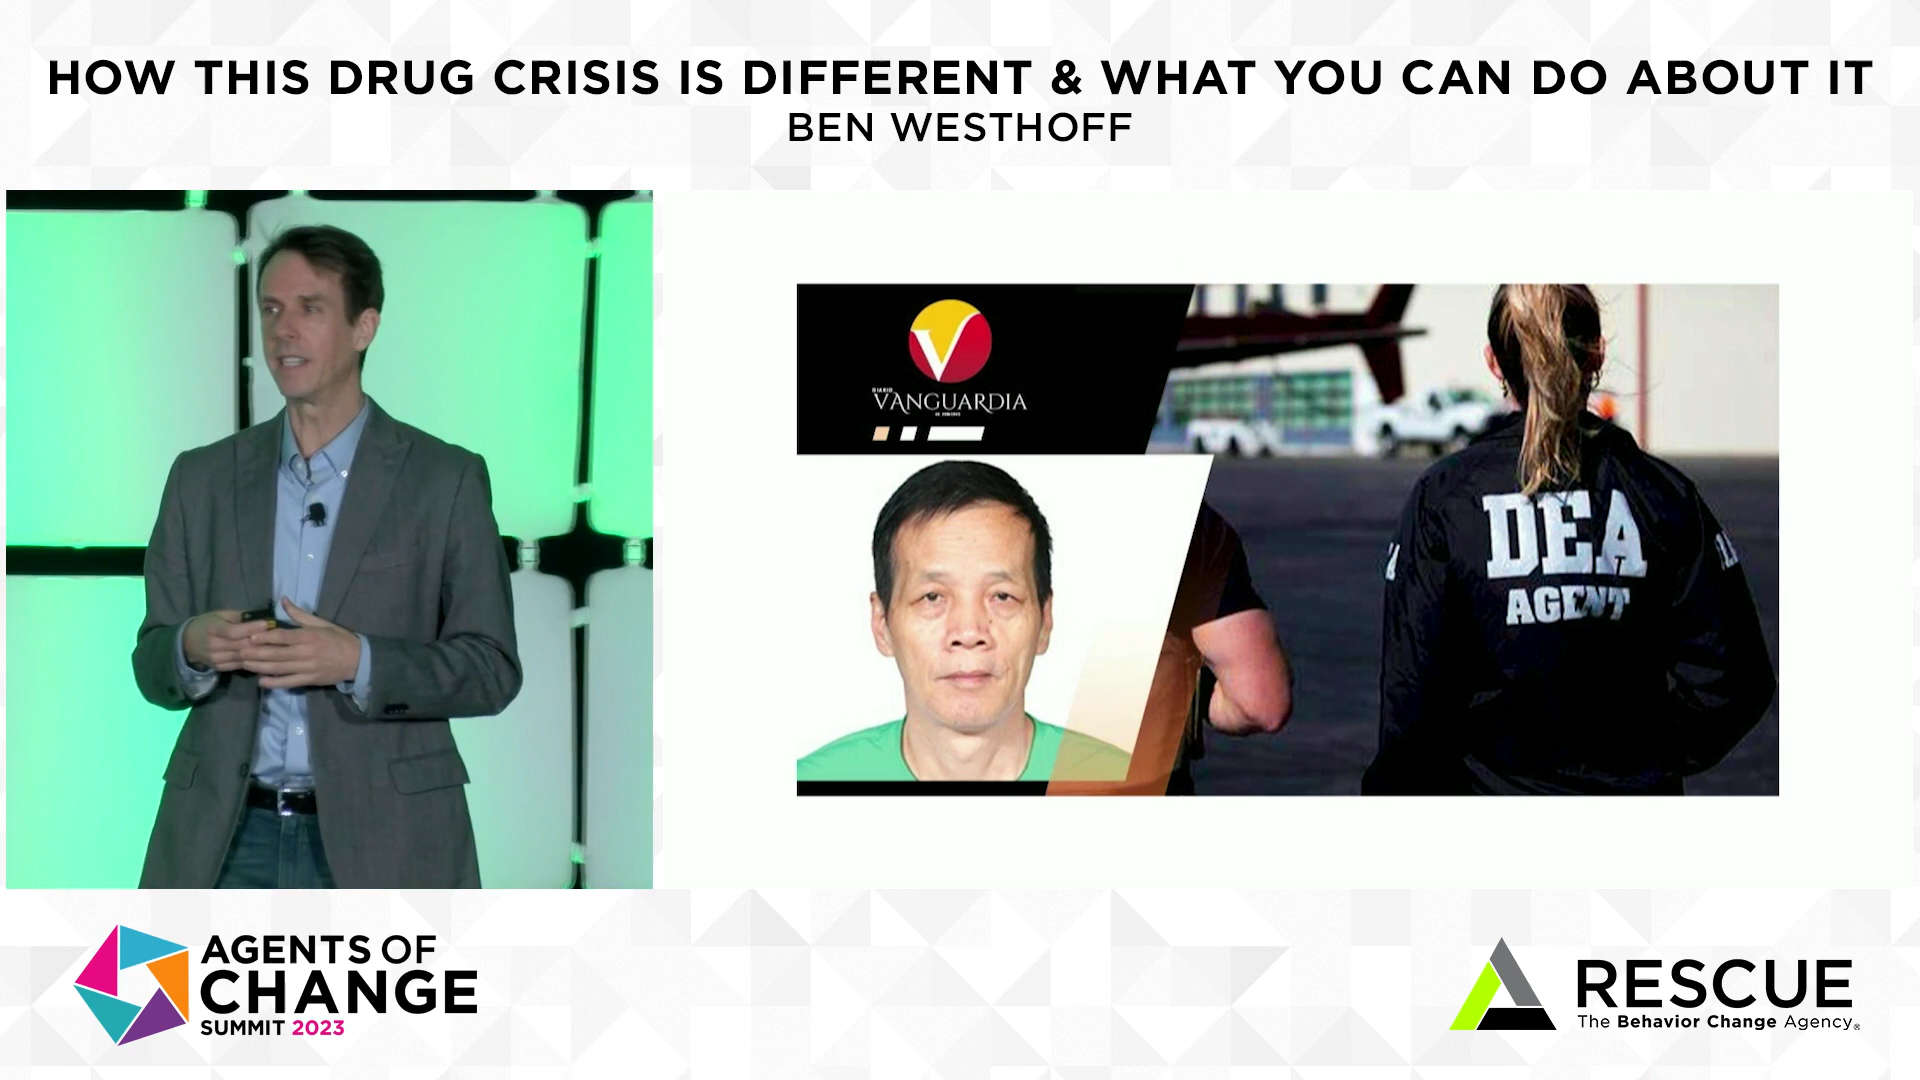 HOW THIS DRUG CRISIS IS DIFFERENT & WHAT YOU CAN DO ABOUT IT
BEN WESTHOFF
DIARIO
VANGUARDIA
DEA
AGENT
AGENTS OF
CHANGE
SUMMIT 2023
RESCUE
The Behavior Change Agency®